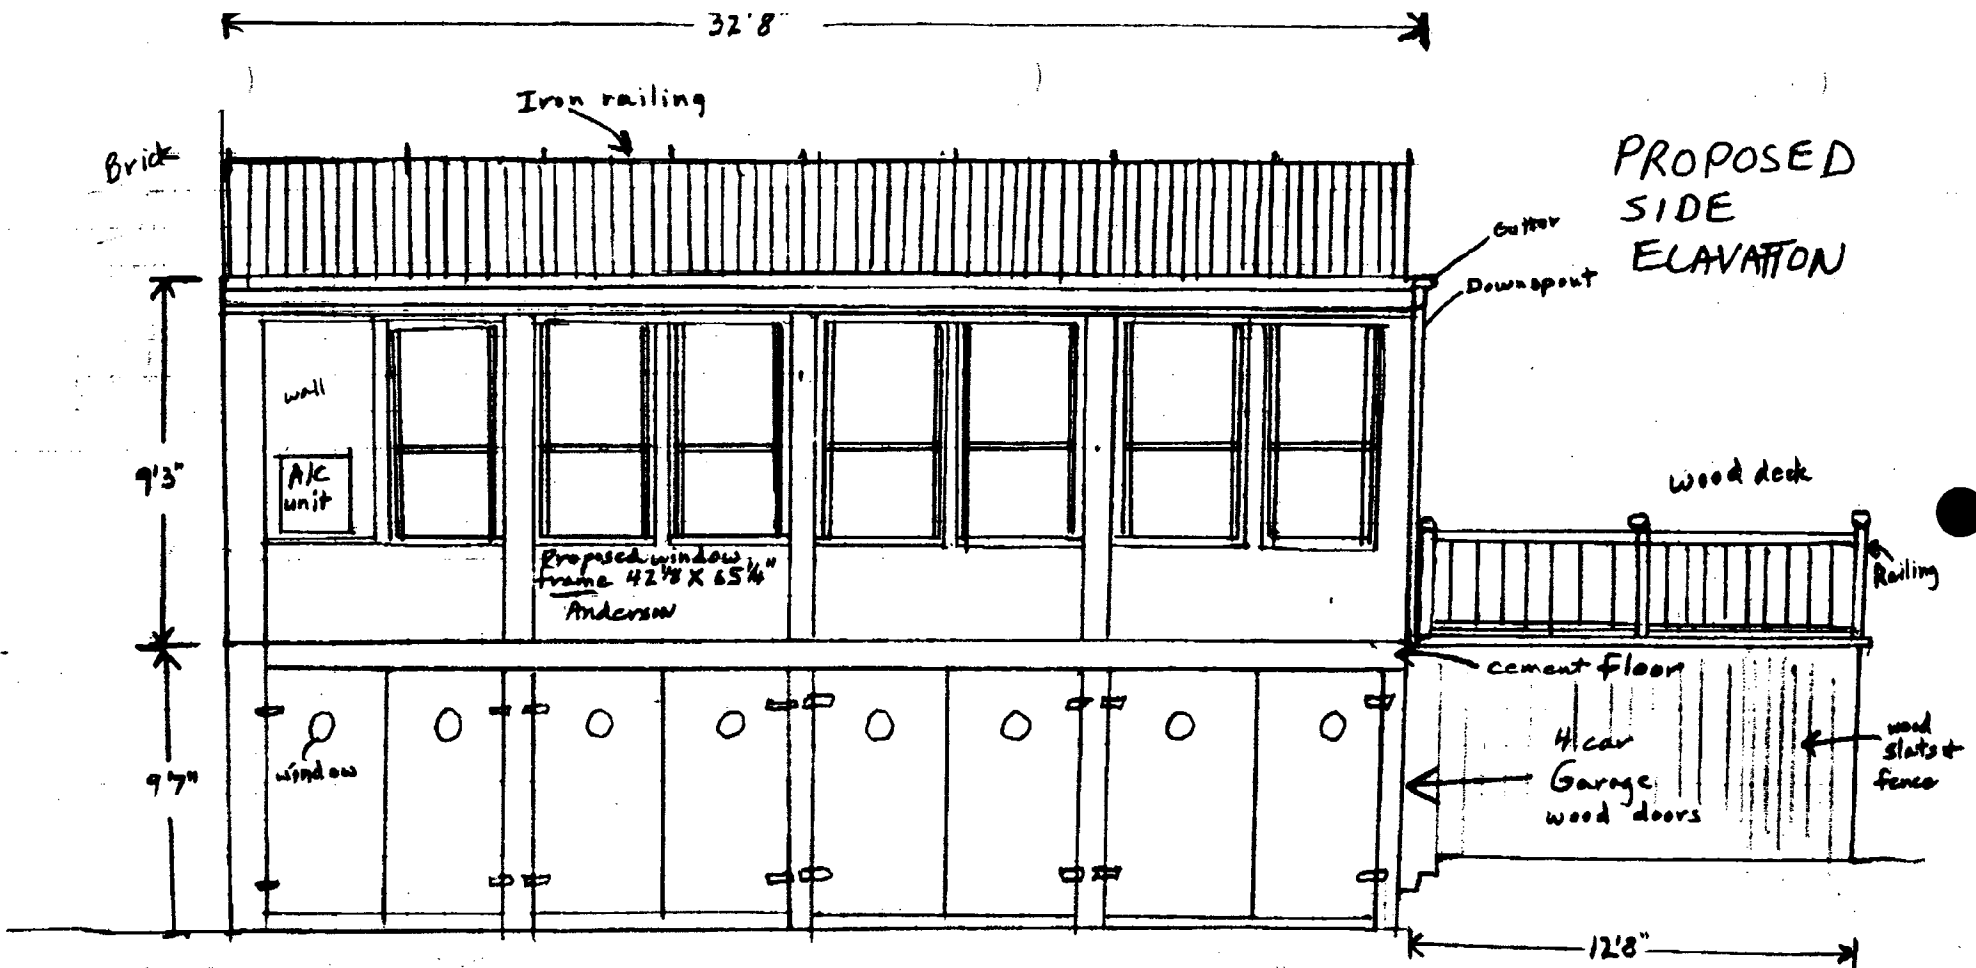 32'8"
Iron railing
Brick
PROPOSED
SIDE
ELAVATION
Gutter
Downspout
wall
A/C
unit
9'3"
wood deck
Proposed window
frame 42 1/8 X 65 1/4"
Anderson
Railing
cement floor
window
9'7"
4 car
Garage
wood doors
wood
slats +
fence
12'8"